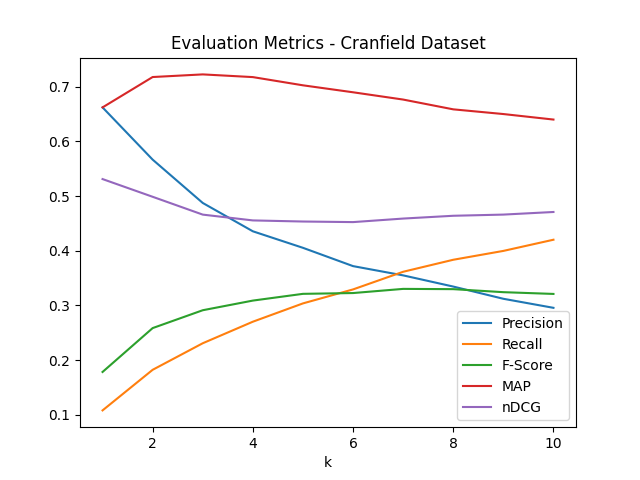 Evaluation Metrics - Cranfield Dataset
0.7
0.6
0.5
0.4
0.3
0.2
0.1
Precision
Recall
F-Score
MAP
nDCG
2 4 6 8 10
k